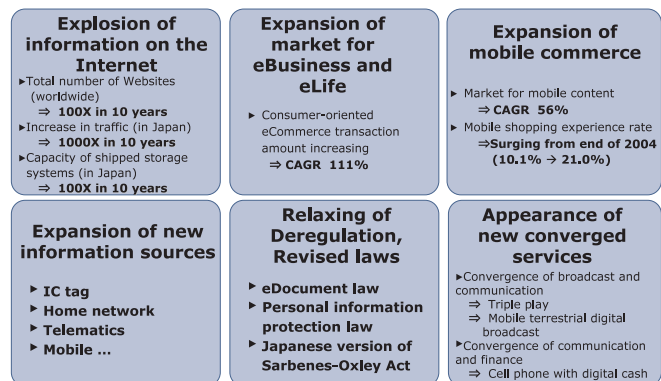 Explosion of
information on the
Internet
▶Total number of Websites
(worldwide)
⇒ 100X in 10 years
▶Increase in traffic (in Japan)
⇒ 1000X in 10 years
▶Capacity of shipped storage
systems (in Japan)
⇒ 100X in 10 years
Expansion of
market for
eBusiness and
eLife
▶ Consumer-oriented
eCommerce transaction
amount increasing
⇒ CAGR 111%
Expansion of
mobile commerce
▶ Market for mobile content
⇒ CAGR 56%
▶ Mobile shopping experience rate
⇒Surging from end of 2004
(10.1% → 21.0%)
Expansion of new
information sources
▶ IC tag
▶ Home network
▶ Telematics
▶ Mobile ...
Relaxing of
Deregulation,
Revised laws
▶ eDocument law
▶ Personal information
protection law
▶ Japanese version of
Sarbenes-Oxley Act
Appearance of
new converged
services
▶Convergence of broadcast and
communication
⇒ Triple play
⇒ Mobile terrestrial digital
broadcast
▶Convergence of communication
and finance
⇒ Cell phone with digital cash